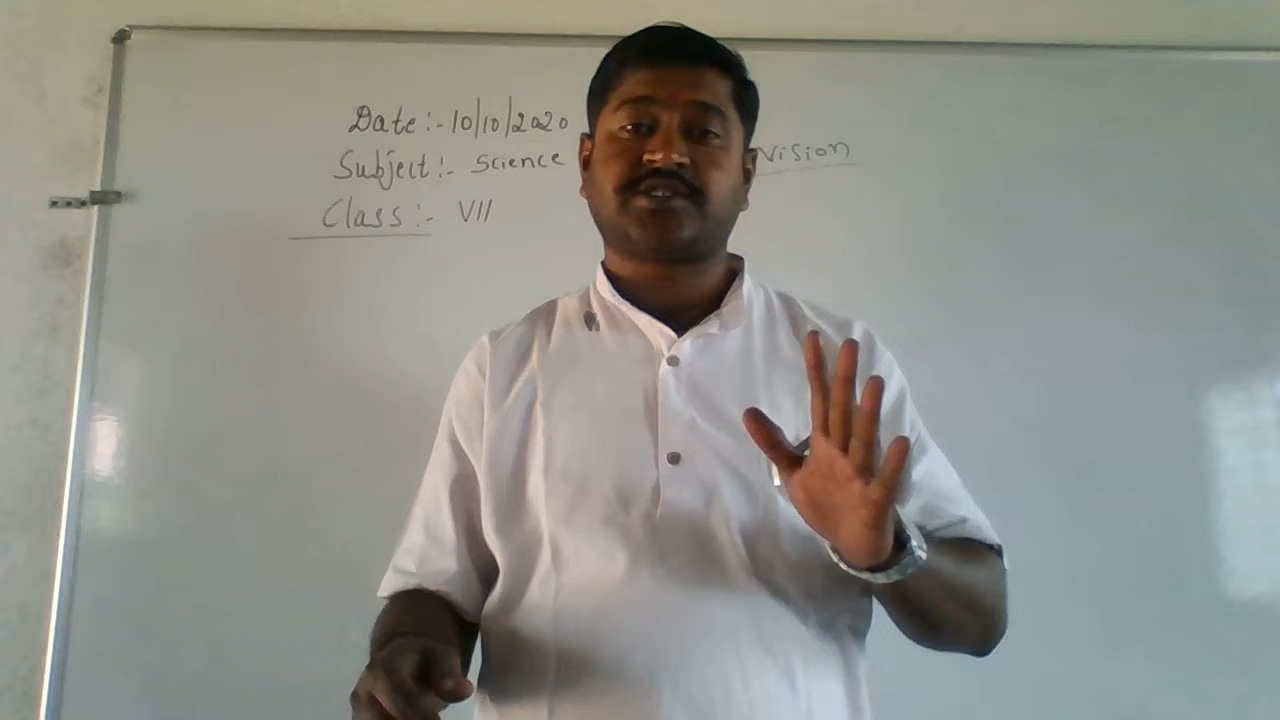 Date :- 10/10/2020
Subject :- Science vision
Class :- VII